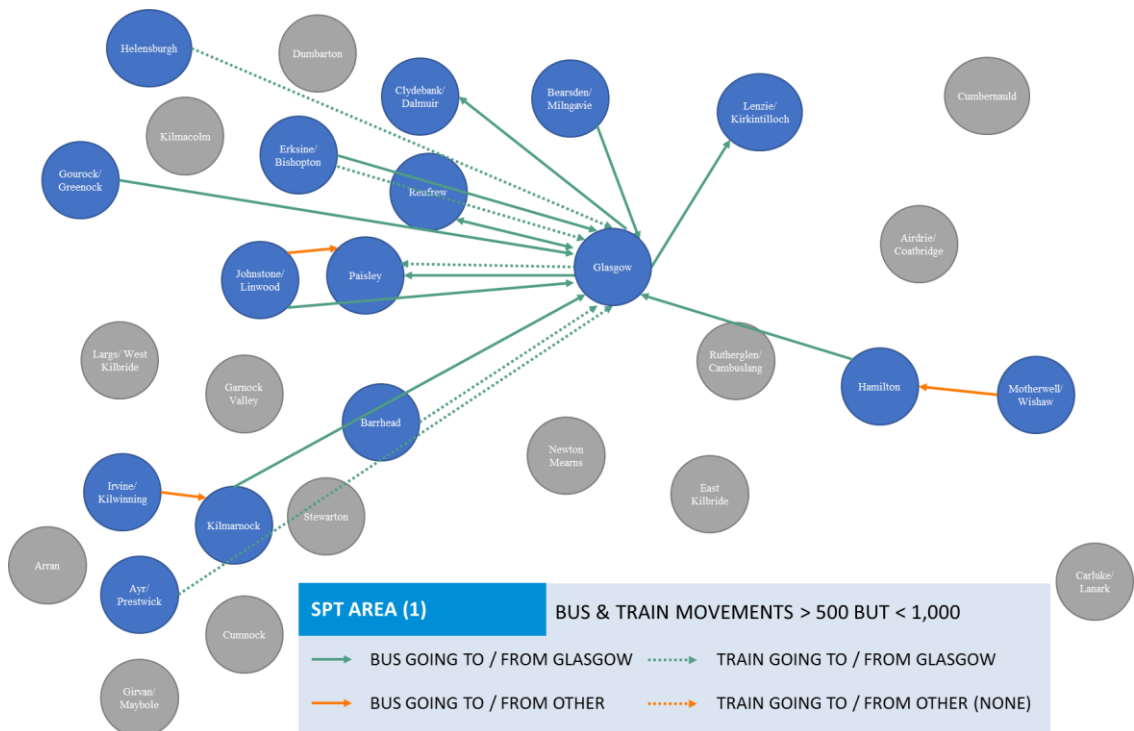 Helensburgh
Dumbarton
Clydebank/
Dalmuir
Bearsden/
Milngavie
Lenzie/
Kirkintilloch
Cumbernauld
Kilmacolm
Erksine/
Bishopton
Gourock/
Greenock
Renfrew
Airdrie/
Coatbridge
Johnstone/
Linwood
Paisley
Glasgow
Largs/ West
Kilbride
Garnock
Valley
Rutherglen/
Cambuslang
Hamilton
Motherwell/
Wishaw
Barrhead
Newton
Mearns
East
Kilbride
Irvine/
Kilwinning
Kilmarnock
Stewarton
Arran
Ayr/
Prestwick
Carluke/
Lanark
Cumnock
Girvan/
Maybole
SPT AREA (1)
BUS & TRAIN MOVEMENTS > 500 BUT < 1,000
BUS GOING TO / FROM GLASGOW
TRAIN GOING TO / FROM GLASGOW
BUS GOING TO / FROM OTHER
TRAIN GOING TO / FROM OTHER (NONE)